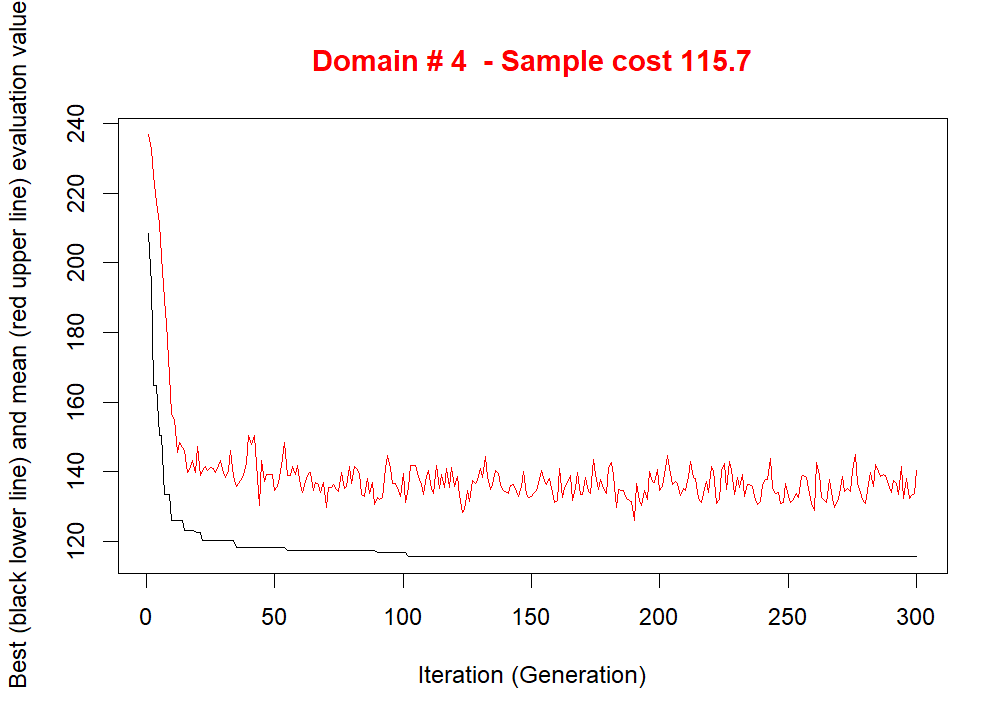 Domain # 4  - Sample cost 115.7
Best (black lower line) and mean (red upper line) evaluation value
240
220
200
180
160
140
120
0 50 100 150 200 250 300
Iteration (Generation)